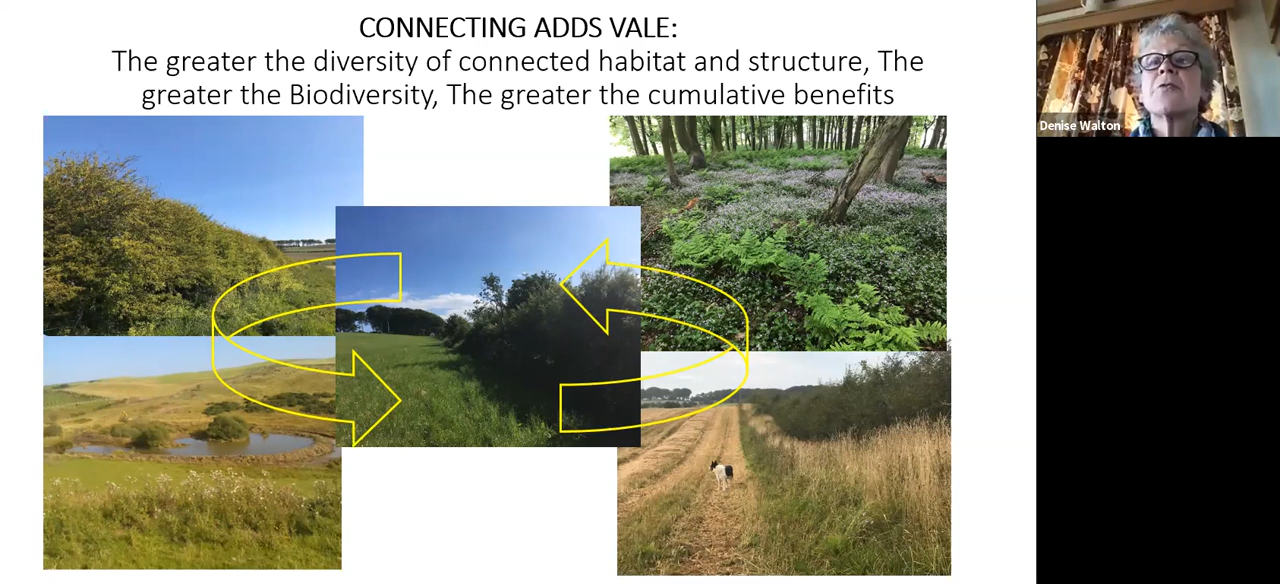 CONNECTING ADDS VALE:
The greater the diversity of connected habitat and structure, The
greater the Biodiversity, The greater the cumulative benefits
Denise Walton